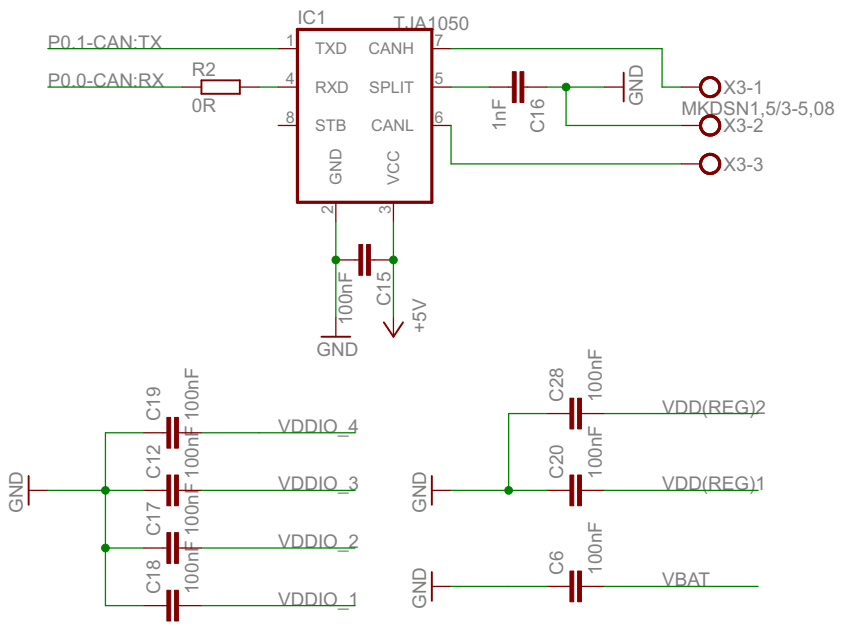 IC1
TJA1050
P0.1-CAN:TX
1
TXD
CANH
7
P0.0-CAN:RX
R2
0R
4
RXD
SPLIT
5
1nF
C16
GND
X3-1
MKDSN1,5/3-5,08
8
STB
CANL
6
X3-2
X3-3
GND
VCC
2
3
100nF
C15
+5V
GND
C19
100nF
VDDIO_4
C12
100nF
VDDIO_3
GND
C17
100nF
VDDIO_2
C18
100nF
VDDIO_1
C28
100nF
VDD(REG)2
C20
100nF
VDD(REG)1
GND
C6
100nF
VBAT
GND